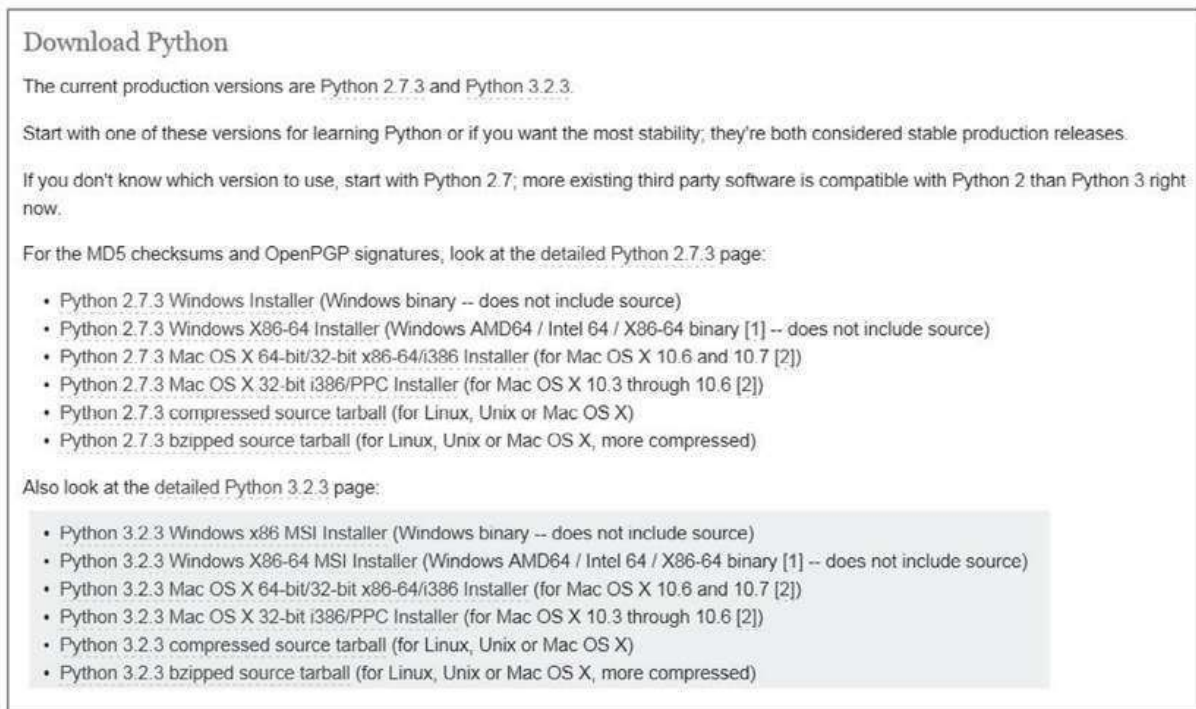 Download Python
The current production versions are Python 2.7.3 and Python 3.2.3.
Start with one of these versions for learning Python or if you want the most stability; they're both considered stable production releases.
If you don't know which version to use, start with Python 2.7; more existing third party software is compatible with Python 2 than Python 3 right
now.
For the MD5 checksums and OpenPGP signatures, look at the detailed Python 2.7.3 page:
• Python 2.7.3 Windows Installer (Windows binary -- does not include source)
• Python 2.7.3 Windows X86-64 Installer (Windows AMD64 / Intel 64 / X86-64 binary [1] -- does not include source)
• Python 2.7.3 Mac OS X 64-bit/32-bit x86-64/i386 Installer (for Mac OS X 10.6 and 10.7 [2])
• Python 2.7.3 Mac OS X 32-bit i386/PPC Installer (for Mac OS X 10.3 through 10.6 [2])
• Python 2.7.3 compressed source tarball (for Linux, Unix or Mac OS X)
• Python 2.7.3 bzipped source tarball (for Linux, Unix or Mac OS X, more compressed)
Also look at the detailed Python 3.2.3 page:
• Python 3.2.3 Windows x86 MSI Installer (Windows binary -- does not include source)
• Python 3.2.3 Windows X86-64 MSI Installer (Windows AMD64 / Intel 64 / X86-64 binary [1] -- does not include source)
• Python 3.2.3 Mac OS X 64-bit/32-bit x86-64/i386 Installer (for Mac OS X 10.6 and 10.7 [2])
• Python 3.2.3 Mac OS X 32-bit i386/PPC Installer (for Mac OS X 10.3 through 10.6 [2])
• Python 3.2.3 compressed source tarball (for Linux, Unix or Mac OS X)
• Python 3.2.3 bzipped source tarball (for Linux, Unix or Mac OS X, more compressed)